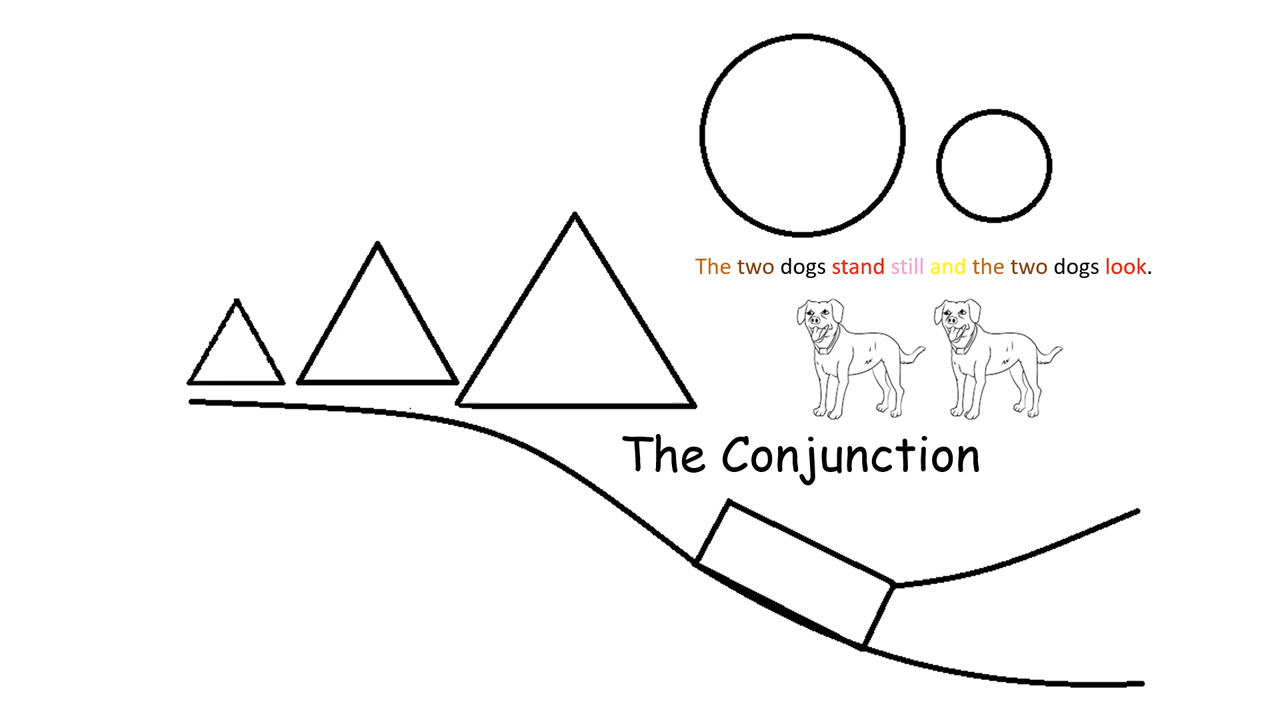 The two dogs stand still and the two dogs look.
The Conjunction